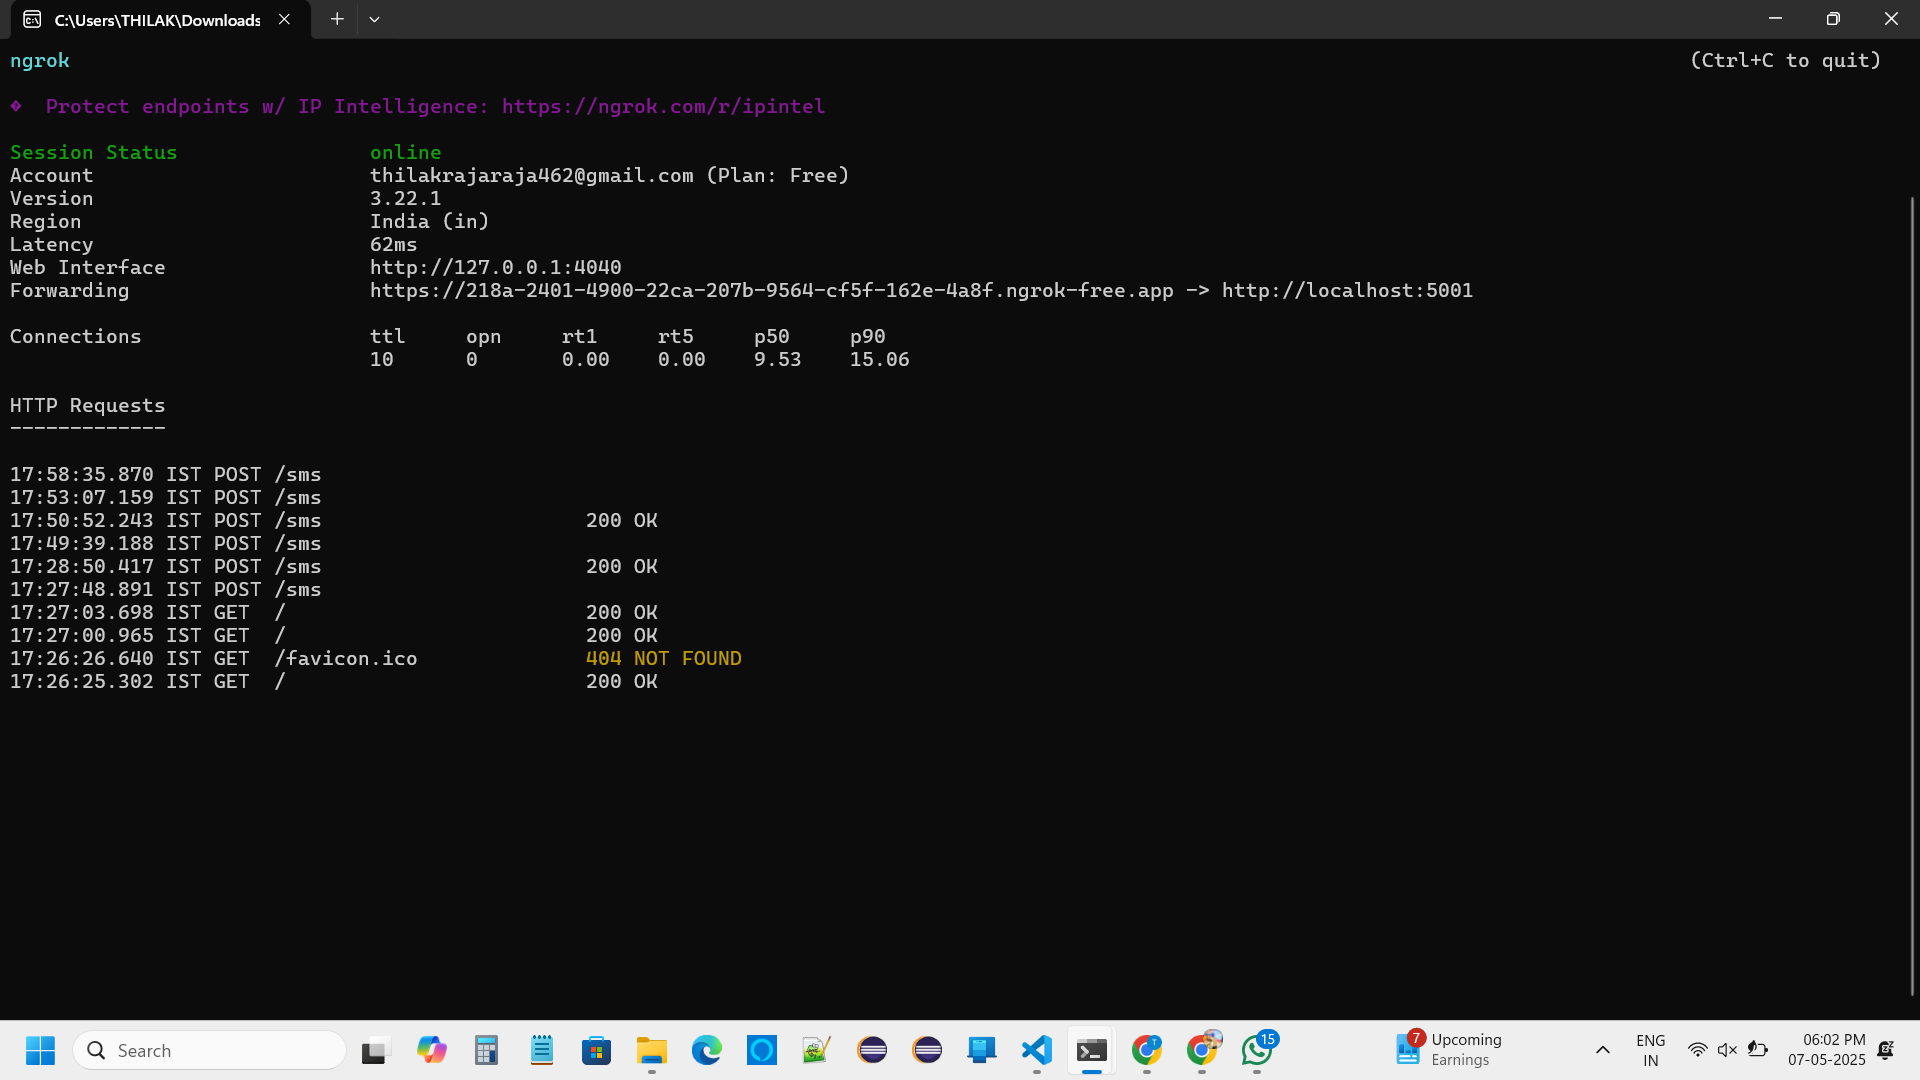 C:\Users\THILAK\Downloads
ngrok (Ctrl+C to quit)
Protect endpoints w/ IP Intelligence: https://ngrok.com/r/ipintel
Session Status online
Account thilakrajaraja462@gmail.com (Plan: Free)
Version 3.22.1
Region India (in)
Latency 62ms
Web Interface http://127.0.0.1:4040
Forwarding https://218a-2401-4900-22ca-207b-9564-cf5f-162e-4a8f.ngrok-free.app -> http://localhost:5001
Connections ttl opn rt1 rt5 p50 p90
10 0 0.00 0.00 9.53 15.06
HTTP Requests
-------------
17:58:35.870 IST POST /sms
17:53:07.159 IST POST /sms
17:50:52.243 IST POST /sms 200 OK
17:49:39.188 IST POST /sms
17:28:50.417 IST POST /sms 200 OK
17:27:48.891 IST POST /sms
17:27:03.698 IST GET / 200 OK
17:27:00.965 IST GET / 200 OK
17:26:26.640 IST GET /favicon.ico 404 NOT FOUND
17:26:25.302 IST GET / 200 OK
Search
T
15
7
Upcoming
Earnings
ENG
IN
06:02 PM
07-05-2025